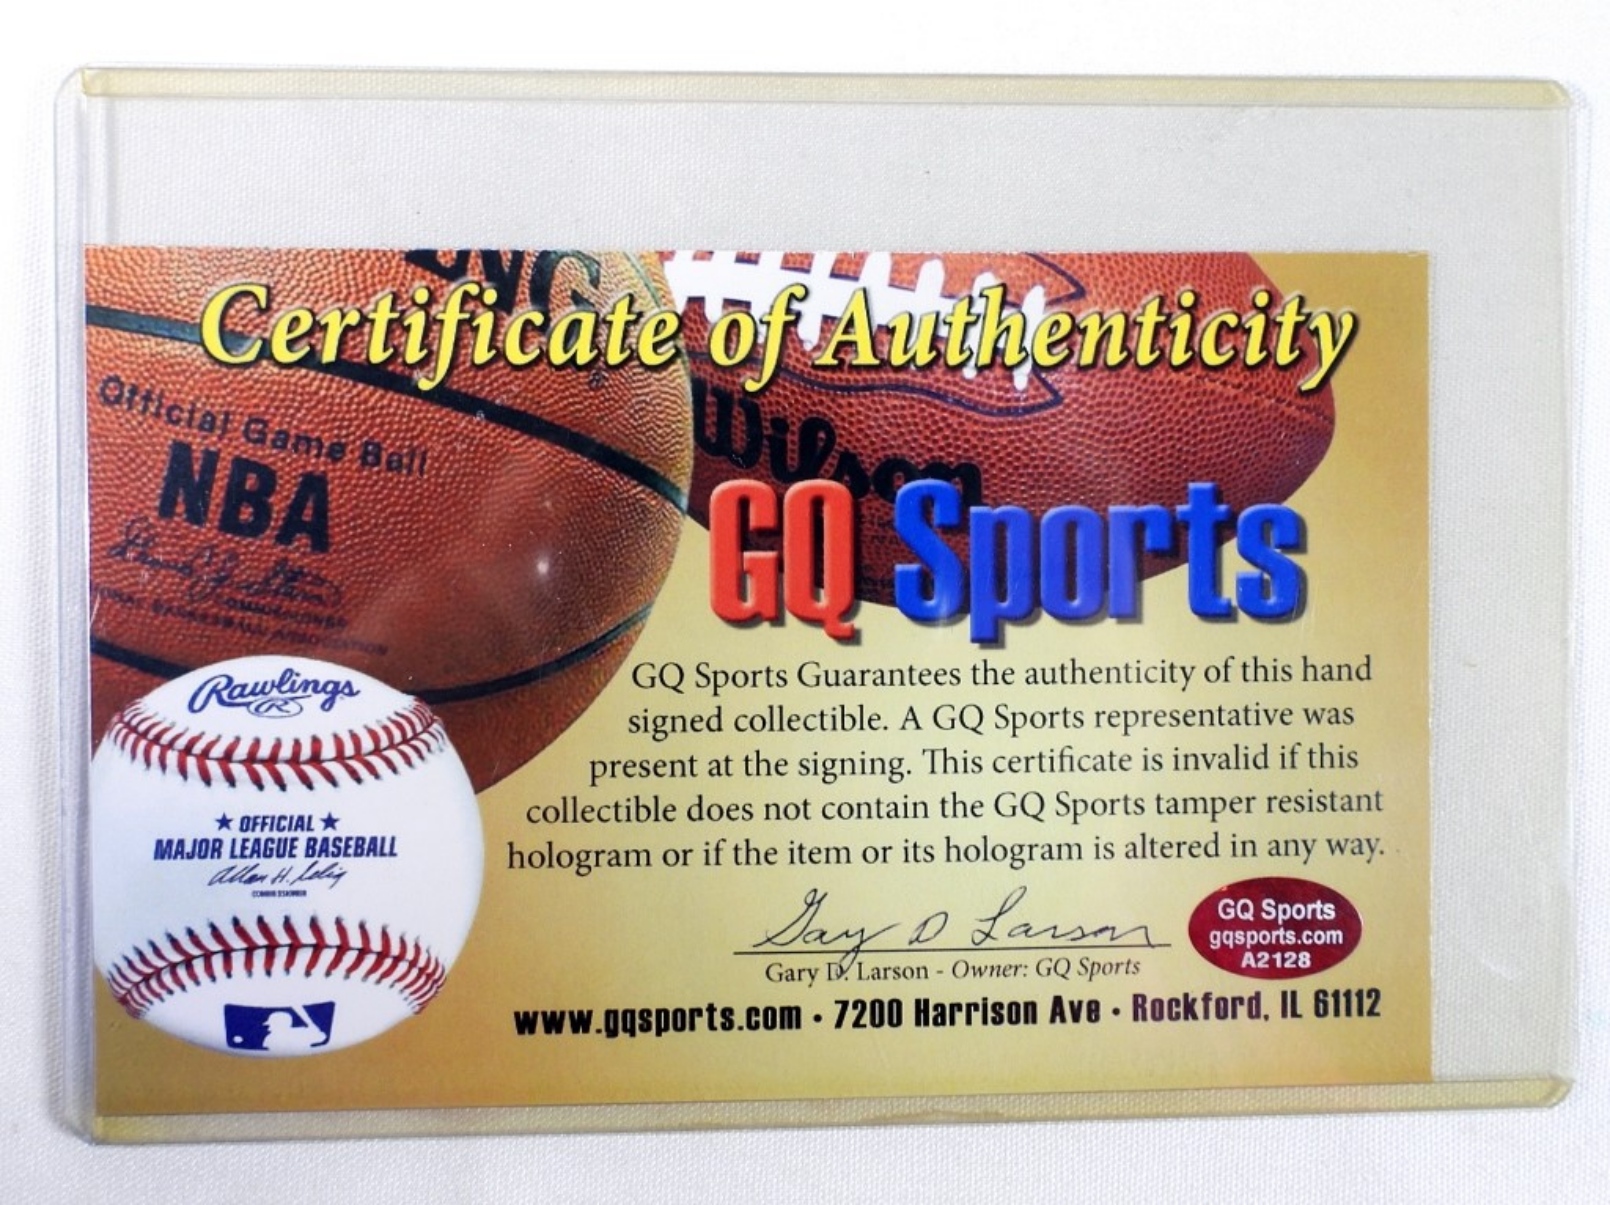 Certificate of Authenticity
Official Game Ball
NBA
Wilson
GQ Sports
GQ Sports Guarantees the authenticity of this hand
signed collectible. A GQ Sports representative was
present at the signing. This certificate is invalid if this
collectible does not contain the GQ Sports tamper resistant
hologram or if the item or its hologram is altered in any way.
Rawlings
R
★ OFFICIAL ★
MAJOR LEAGUE BASEBALL
Allan H. Selig
Gary D Larson
Gary D. Larson - Owner: GQ Sports
GQ Sports
gqsports.com
A2128
www.gqsports.com • 7200 Harrison Ave • Rockford, IL 61112